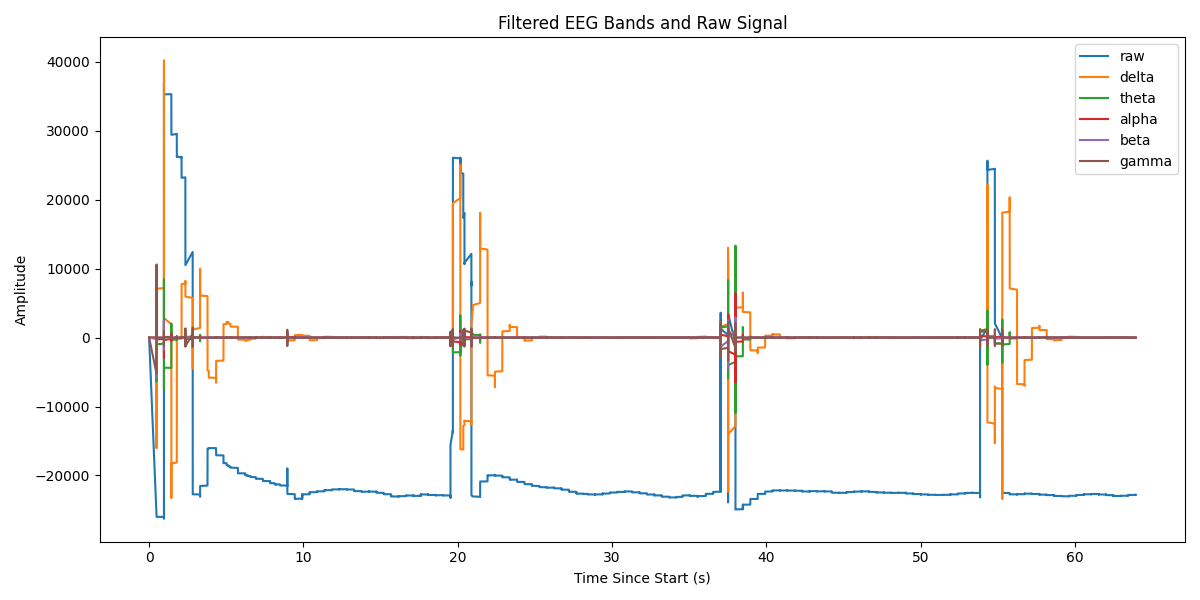 Filtered EEG Bands and Raw Signal
40000
30000
20000
10000
0
−10000
−20000
Amplitude
raw
delta
theta
alpha
beta
gamma
0
10
20
30
40
50
60
Time Since Start (s)